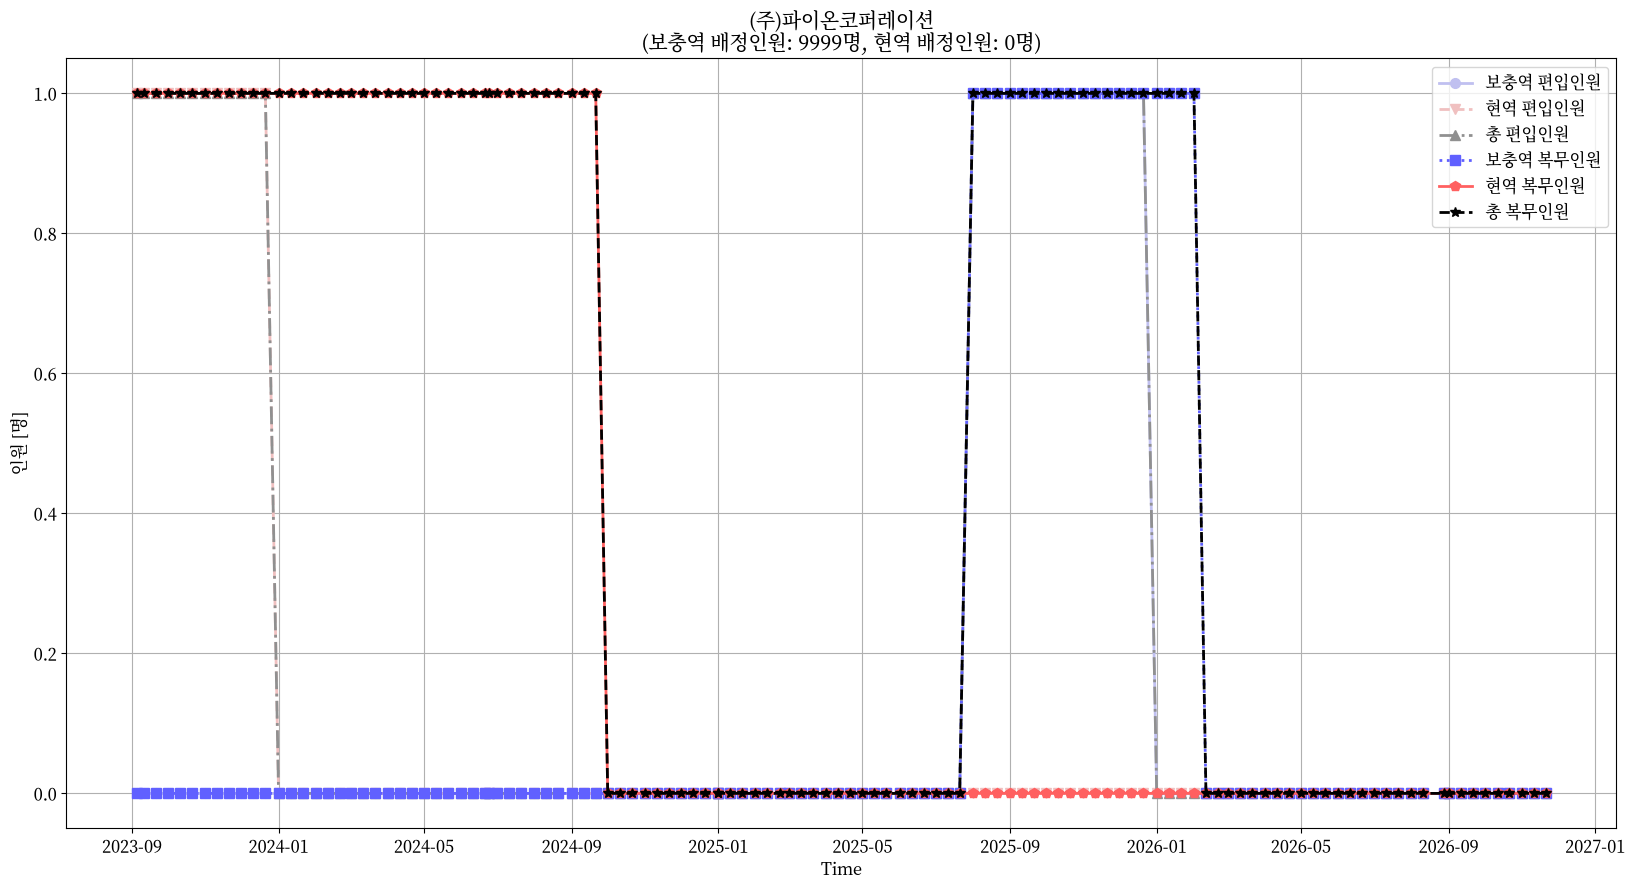 (주)파이온코퍼레이션
(보충역 배정인원: 9999명, 현역 배정인원: 0명)
보충역 편입인원
현역 편입인원
총 편입인원
보충역 복무인원
현역 복무인원
총 복무인원
인원 [명]
1.0
0.8
0.6
0.4
0.2
0.0
2023-09 2024-01 2024-05 2024-09 2025-01 2025-05 2025-09 2026-01 2026-05 2026-09 2027-01
Time